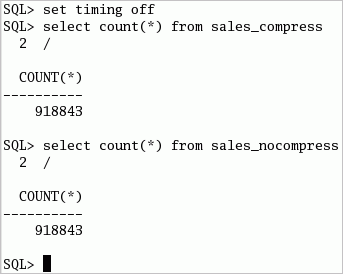 SQL> set timing off
SQL> select count(*) from sales_compress
  2  /

  COUNT(*)
----------
    918843

SQL> select count(*) from sales_nocompress
  2  /

  COUNT(*)
----------
    918843

SQL>